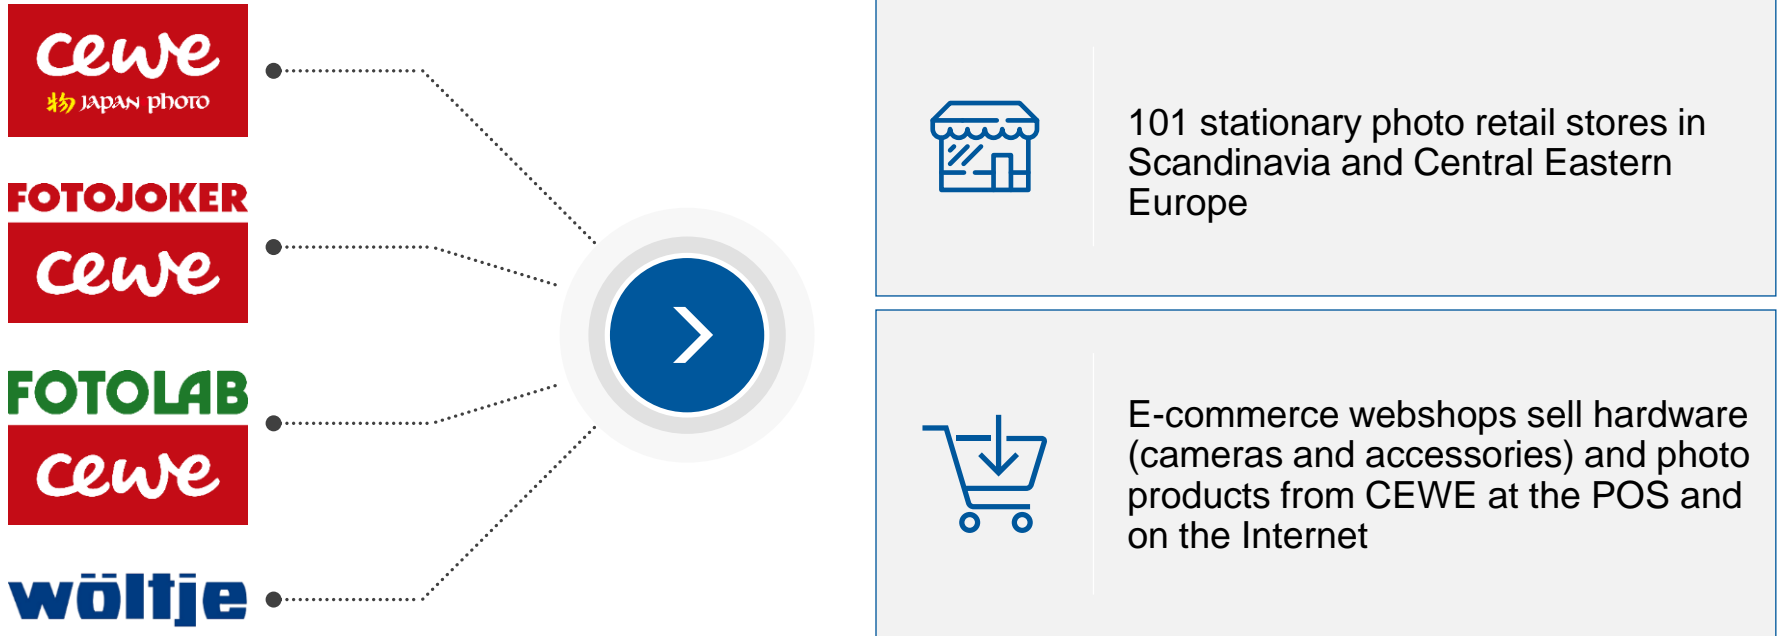 cewe
物 JAPAN PHOTO
FOTOJOKER
cewe
FOTOLAB
cewe
wöltje
101 stationary photo retail stores in
Scandinavia and Central Eastern
Europe
E-commerce webshops sell hardware
(cameras and accessories) and photo
products from CEWE at the POS and
on the Internet